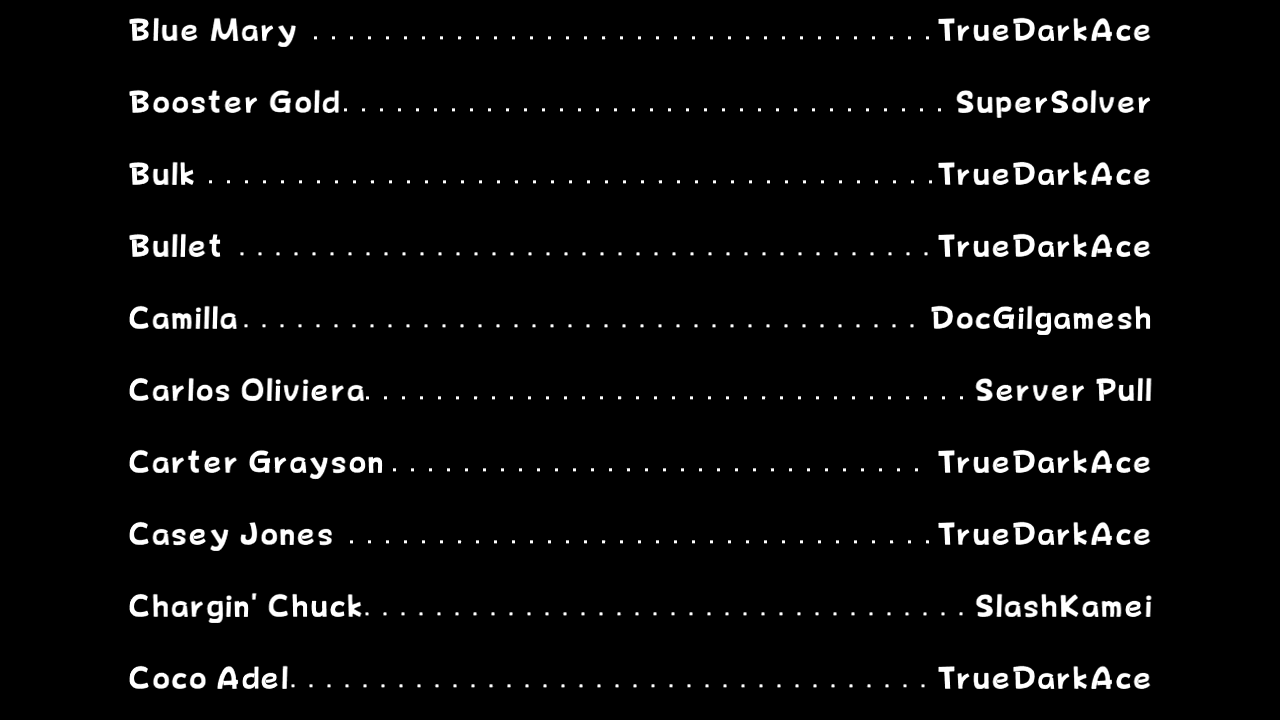 Blue Mary . . . . . . . . . . . . . . . . . . . . . . . . . . . . . . . . . . . TrueDarkAce
Booster Gold. . . . . . . . . . . . . . . . . . . . . . . . . . . . . . . . . . SuperSolver
Bulk . . . . . . . . . . . . . . . . . . . . . . . . . . . . . . . . . . . . . . . . . TrueDarkAce
Bullet . . . . . . . . . . . . . . . . . . . . . . . . . . . . . . . . . . . . . . . TrueDarkAce
Camilla. . . . . . . . . . . . . . . . . . . . . . . . . . . . . . . . . . . . . . DocGilgamesh
Carlos Oliviera. . . . . . . . . . . . . . . . . . . . . . . . . . . . . . . . . . Server Pull
Carter Grayson . . . . . . . . . . . . . . . . . . . . . . . . . . . . . . TrueDarkAce
Casey Jones . . . . . . . . . . . . . . . . . . . . . . . . . . . . . . . . . TrueDarkAce
Chargin' Chuck. . . . . . . . . . . . . . . . . . . . . . . . . . . . . . . . . . SlashKamei
Coco Adel. . . . . . . . . . . . . . . . . . . . . . . . . . . . . . . . . . . . TrueDarkAce